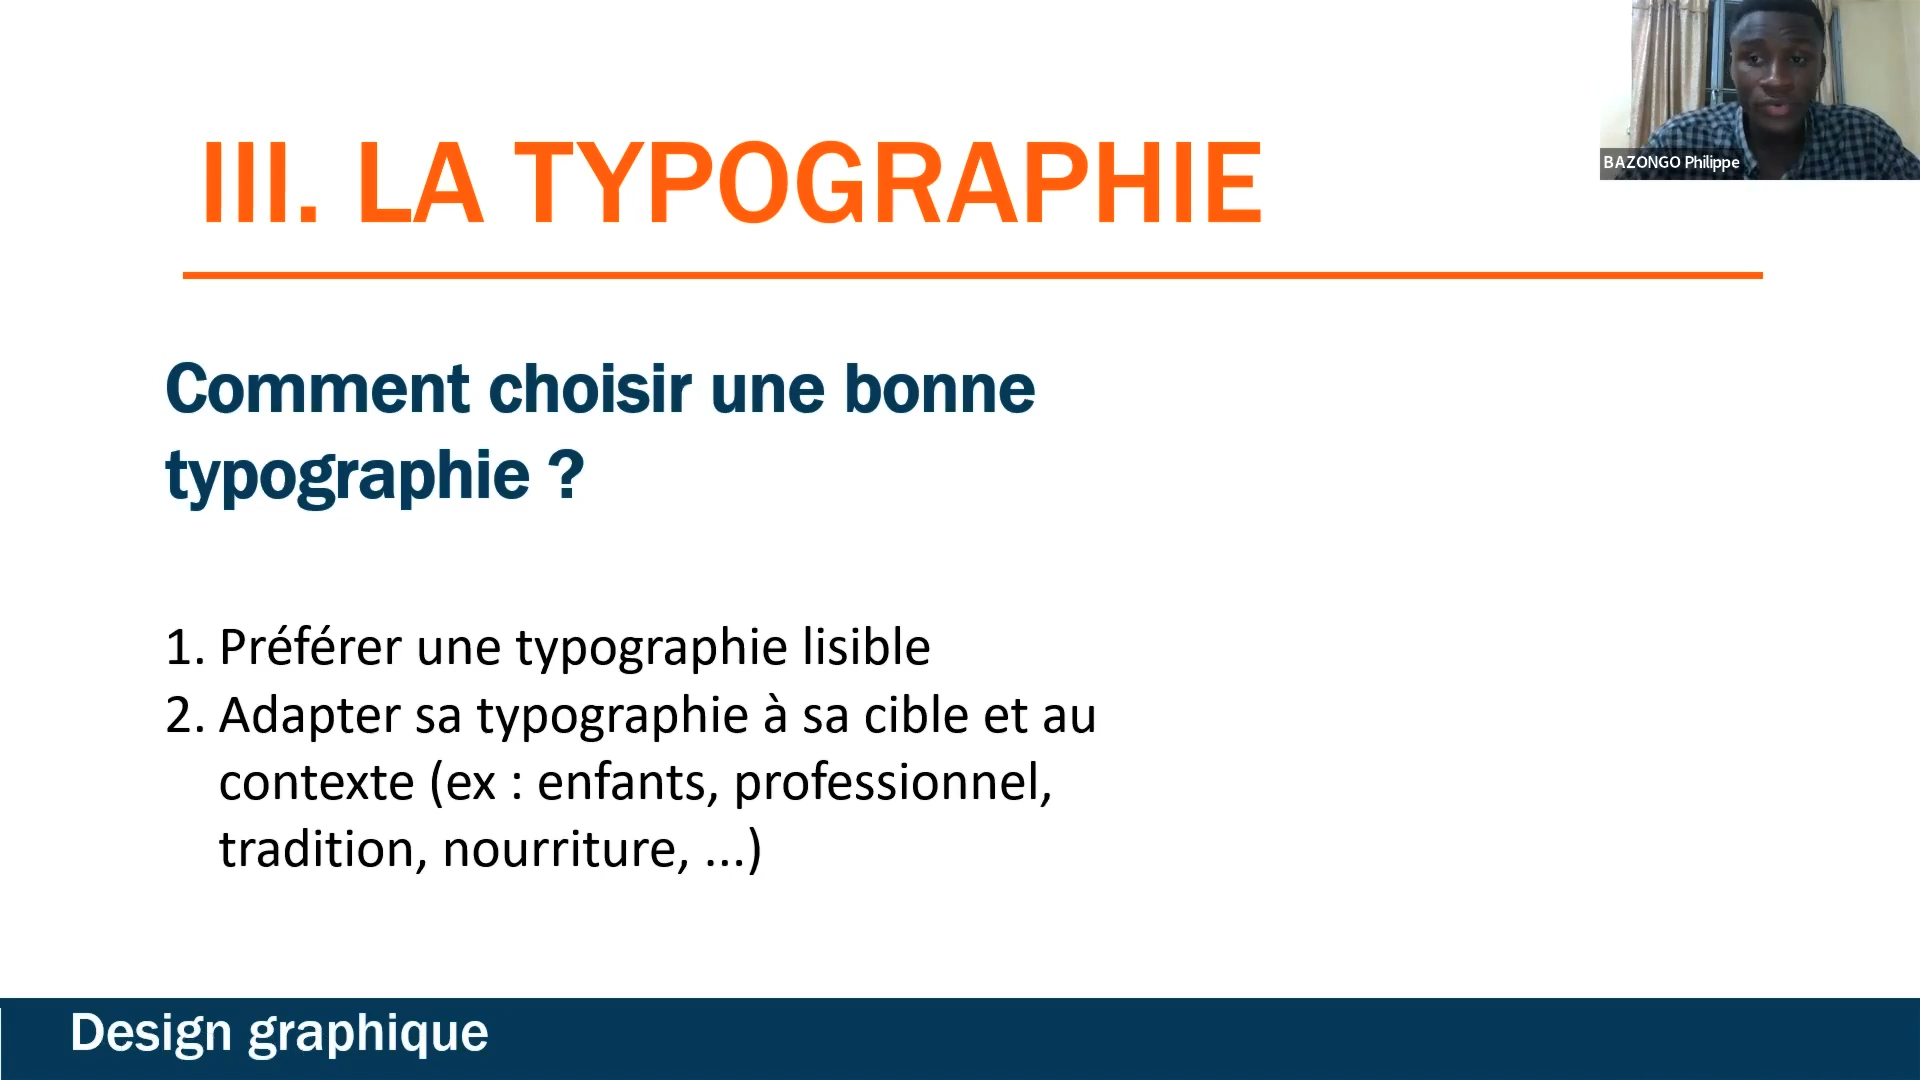 BAZONGO Philippe
III. LA TYPOGRAPHIE
Comment choisir une bonne
typographie ?
1. Préférer une typographie lisible
2. Adapter sa typographie à sa cible et au
contexte (ex : enfants, professionnel,
tradition, nourriture, ...)
Design graphique